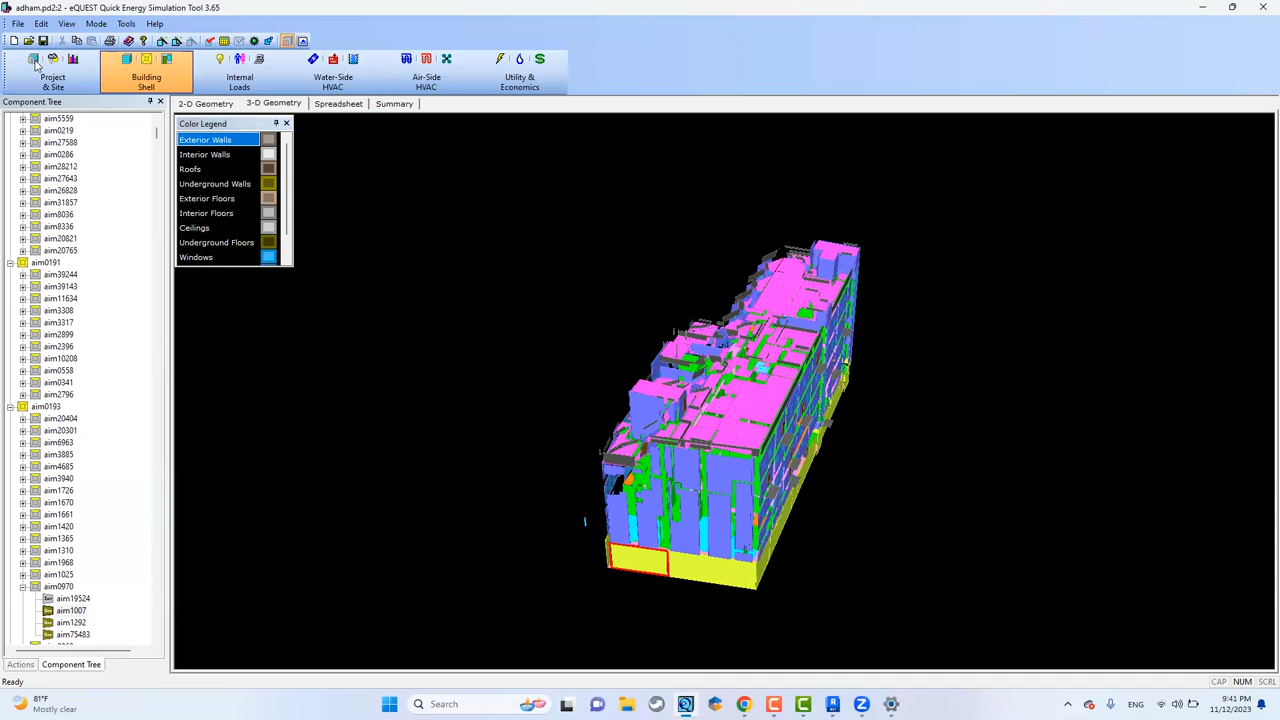 adham.pd2:2 - eQUEST Quick Energy Simulation Tool 3.65
File Edit View Mode Tools Help
Project & Site
Building Shell
Internal Loads
Water-Side HVAC
Air-Side HVAC
Utility & Economics
Component Tree
2-D Geometry 3-D Geometry Spreadsheet Summary
aim5559
aim0219
aim27588
aim0286
aim28212
aim27643
aim26828
aim31857
aim8036
aim8336
aim20821
aim20765
aim0191
aim39244
aim39143
aim11634
aim3308
aim3317
aim2899
aim2396
aim10208
aim0558
aim0341
aim2796
aim0193
aim20404
aim20301
aim6963
aim3885
aim4685
aim3940
aim1726
aim1670
aim1661
aim1420
aim1365
aim1310
aim1968
aim1025
aim0970
aim19524
aim1007
aim1292
aim75483
Color Legend
Exterior Walls
Interior Walls
Roofs
Underground Walls
Exterior Floors
Interior Floors
Ceilings
Underground Floors
Windows
Actions Component Tree
Ready
CAP NUM SCRL
81°F
Mostly clear
Search
ENG
9:41 PM
11/12/2023